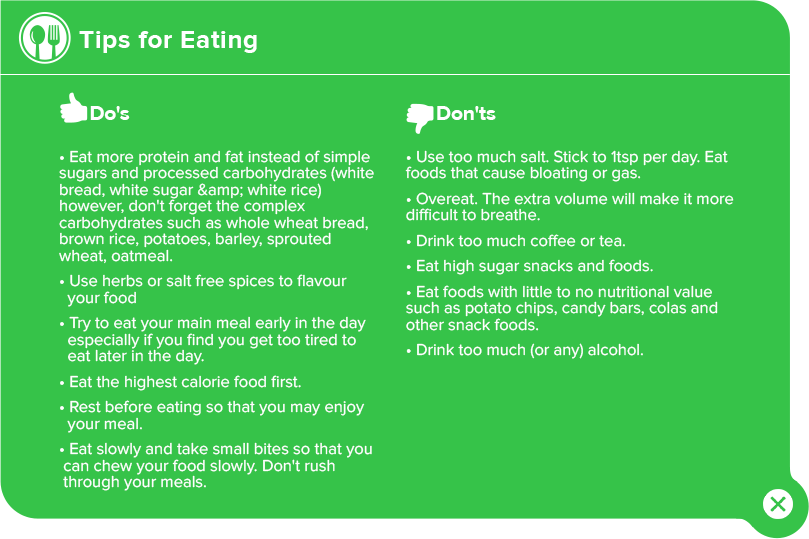 Tips for Eating
Do's
• Eat more protein and fat instead of simple
sugars and processed carbohydrates (white
bread, white sugar &amp; white rice)
however, don't forget the complex
carbohydrates such as whole wheat bread,
brown rice, potatoes, barley, sprouted
wheat, oatmeal.
• Use herbs or salt free spices to flavour
your food
• Try to eat your main meal early in the day
especially if you find you get too tired to
eat later in the day.
• Eat the highest calorie food first.
• Rest before eating so that you may enjoy
your meal.
• Eat slowly and take small bites so that you
can chew your food slowly. Don't rush
through your meals.
Don'ts
• Use too much salt. Stick to 1tsp per day. Eat
foods that cause bloating or gas.
• Overeat. The extra volume will make it more
difficult to breathe.
• Drink too much coffee or tea.
• Eat high sugar snacks and foods.
• Eat foods with little to no nutritional value
such as potato chips, candy bars, colas and
other snack foods.
• Drink too much (or any) alcohol.